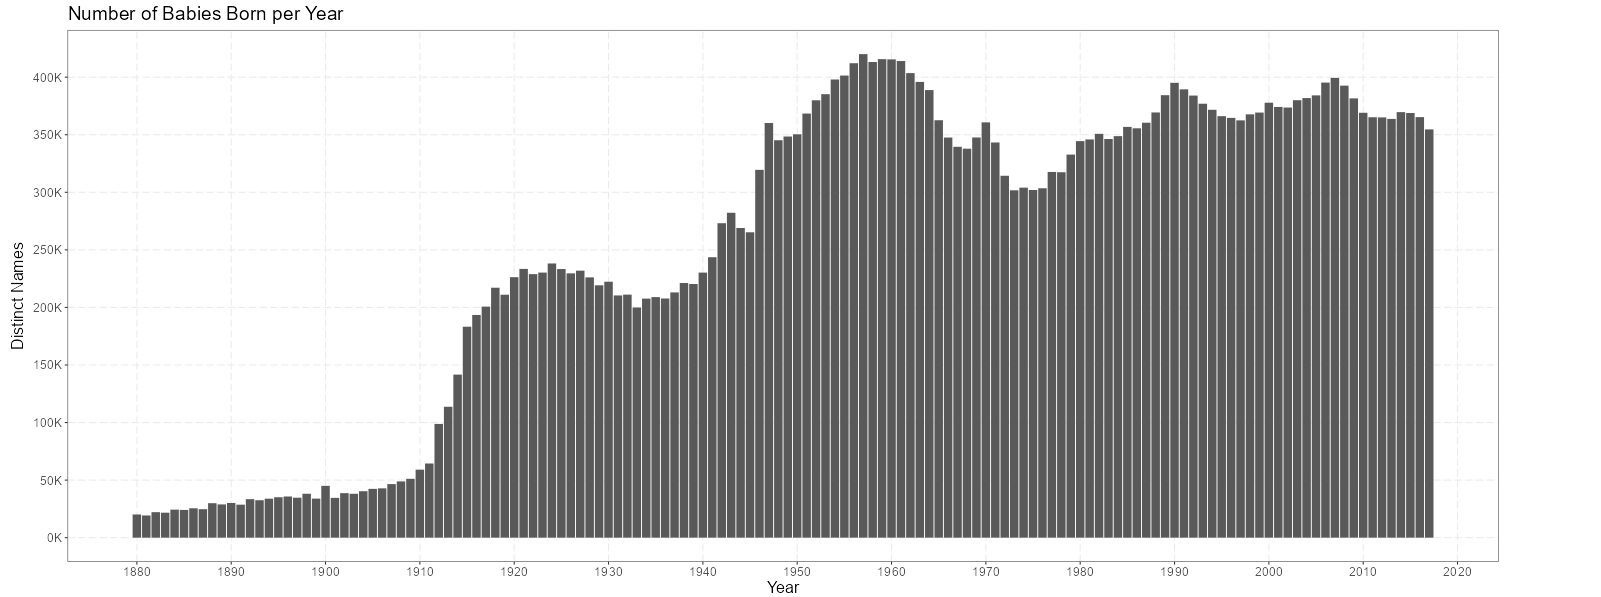 Number of Babies Born per Year
Distinct Names
400K
350K
300K
250K
200K
150K
100K
50K
0K
1880 1890 1900 1910 1920 1930 1940 1950 1960 1970 1980 1990 2000 2010 2020
Year